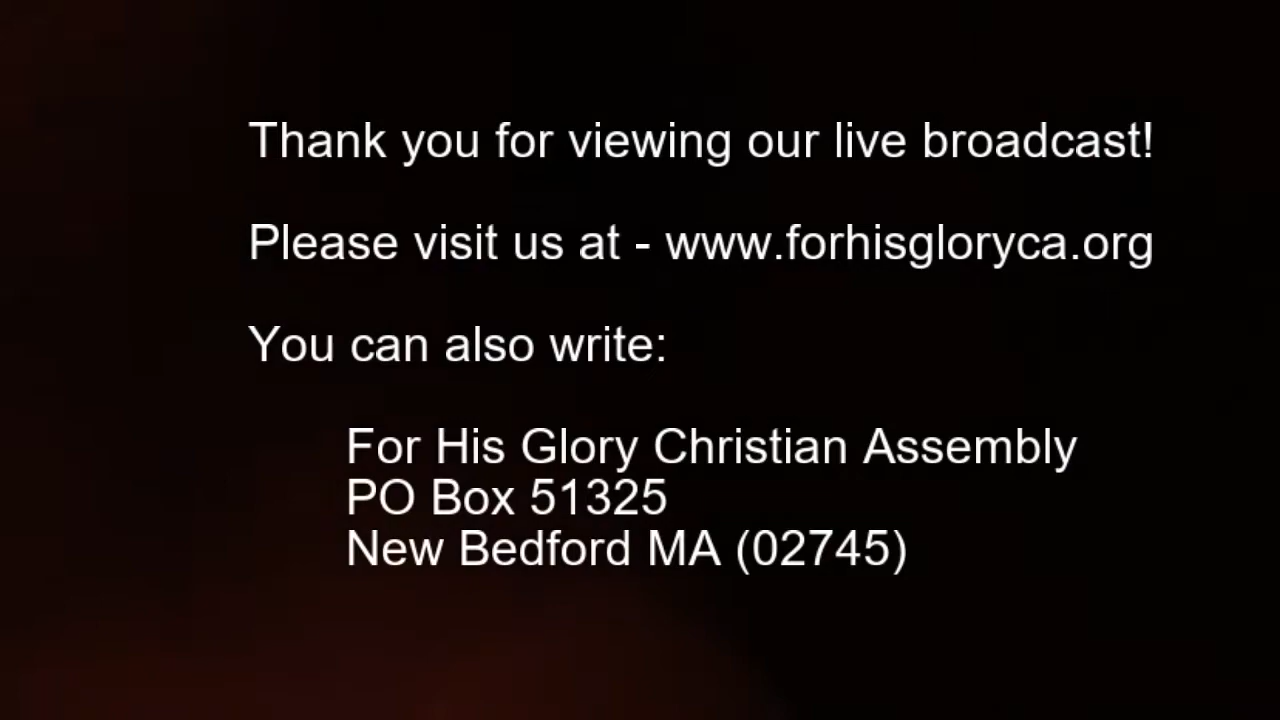 Thank you for viewing our live broadcast!
Please visit us at - www.forhisgloryca.org
You can also write:
For His Glory Christian Assembly
PO Box 51325
New Bedford MA (02745)